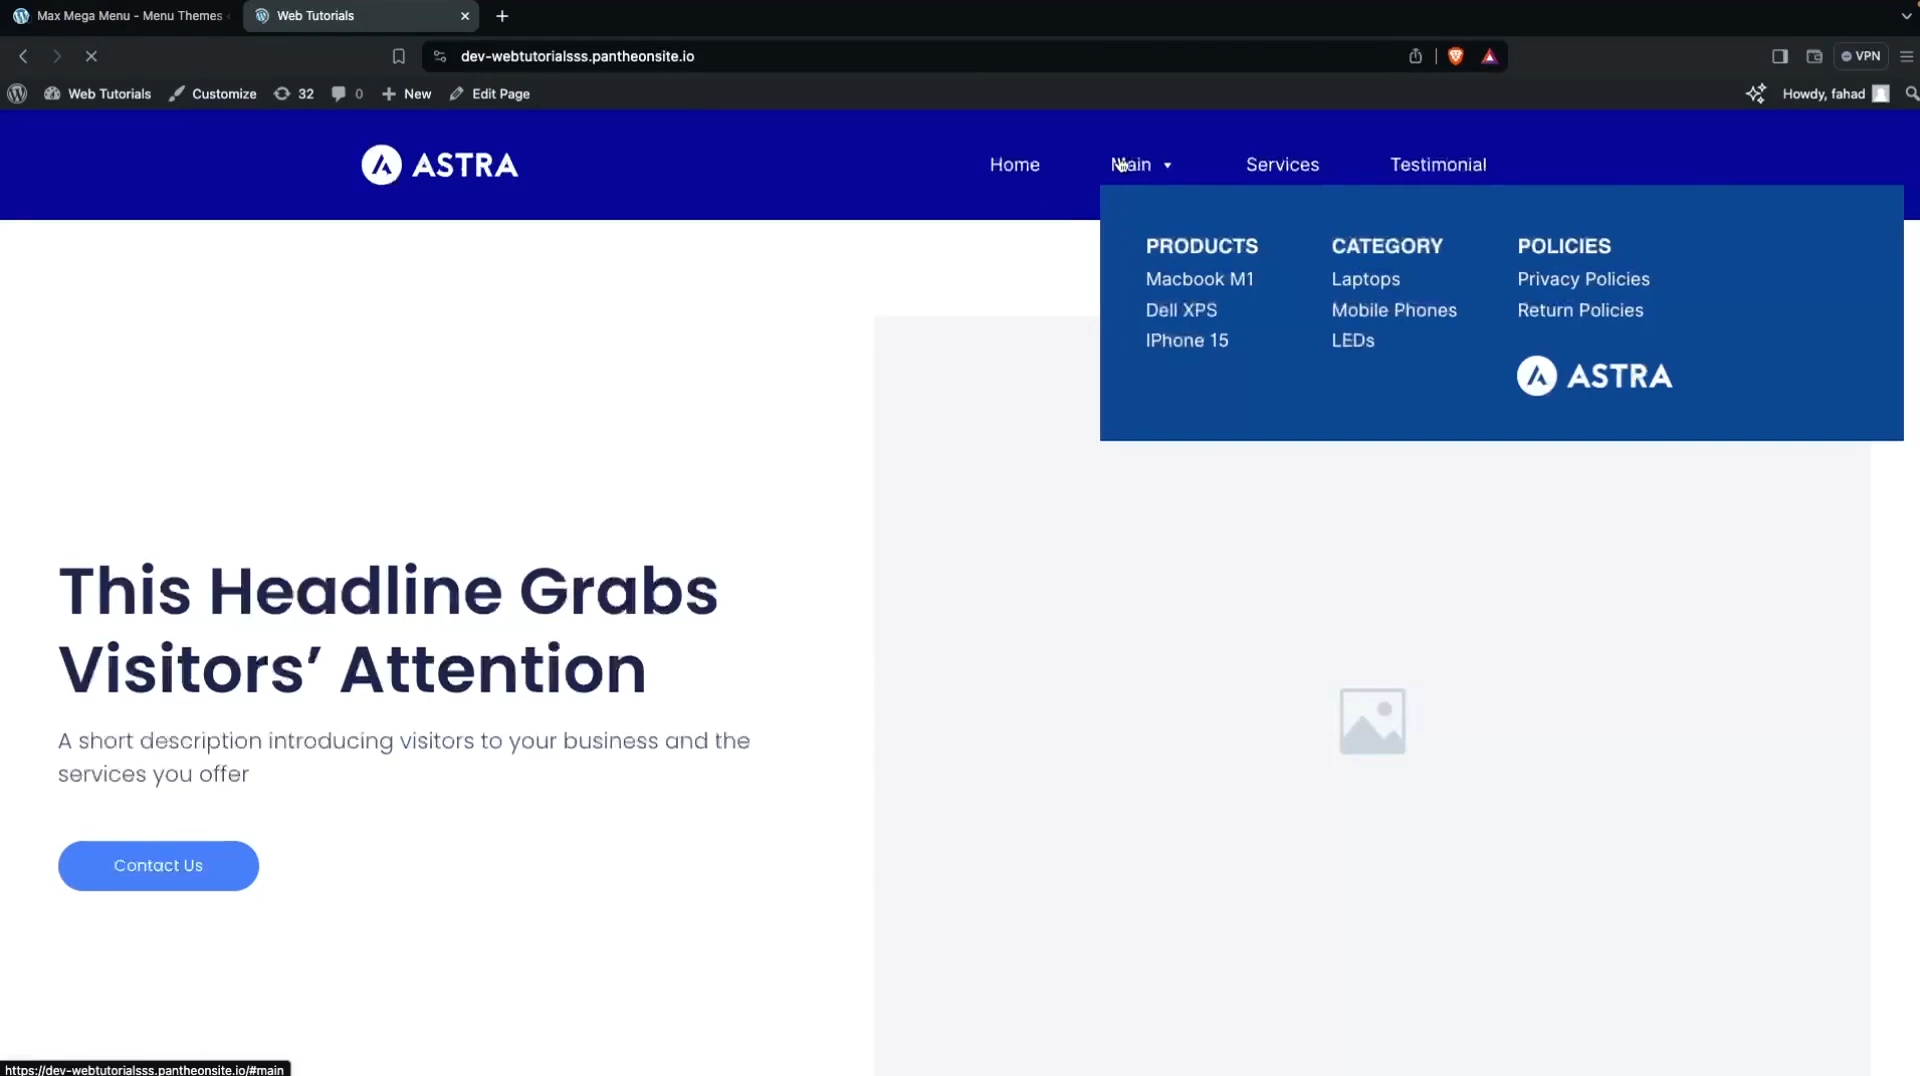 Max Mega Menu - Menu Themes
Web Tutorials
dev-webtutorialsss.pantheonsite.io
VPN
Web Tutorials
Customize
32
0
New
Edit Page
Howdy, fahad
ASTRA
Home
Main
Services
Testimonial
PRODUCTS
CATEGORY
POLICIES
Macbook M1
Laptops
Privacy Policies
Dell XPS
Mobile Phones
Return Policies
IPhone 15
LEDs
ASTRA
This Headline Grabs
Visitors’ Attention
A short description introducing visitors to your business and the
services you offer
Contact Us
https://dev-webtutorialsss.pantheonsite.io/#main